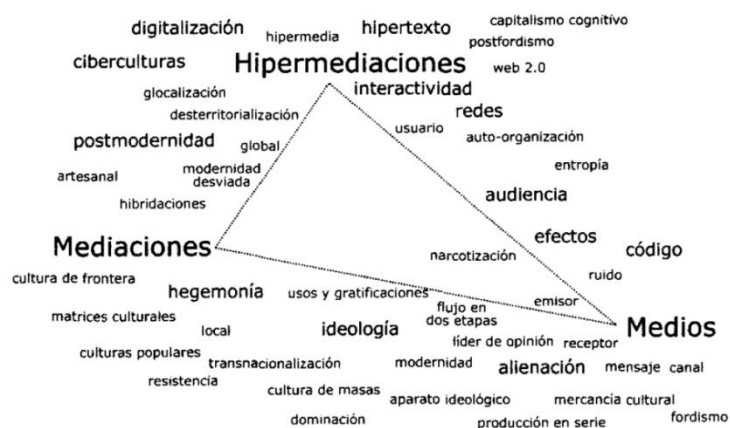 capitalismo cognitivo
digitalización
hipermedia
hipertexto
postfordismo
ciberculturas
Hipermediaciones
web 2.0
interactividad
glocalización
desterritorialización
redes
usuario
auto-organización
postmodernidad
global
modernidad
desviada
artesanal
entropía
audiencia
hibridaciones
efectos
código
Mediaciones
narcotización
ruido
cultura de frontera
hegemonía
usos y gratificaciones
flujo en
dos etapas
emisor
matrices culturales
local
ideología
Medios
líder de opinión
receptor
culturas populares
transnacionalización
modernidad
alienación
mensaje
canal
resistencia
cultura de masas
aparato ideológico
mercancía cultural
dominación
producción en serie
fordismo